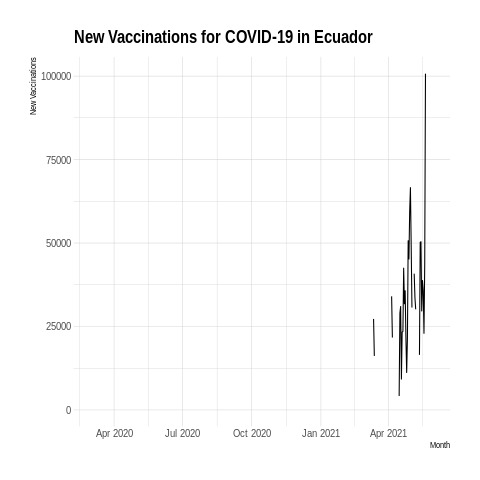 New Vaccinations for COVID-19 in Ecuador
New Vaccinations
100000
75000
50000
25000
0
Apr 2020 Jul 2020 Oct 2020 Jan 2021 Apr 2021
Month